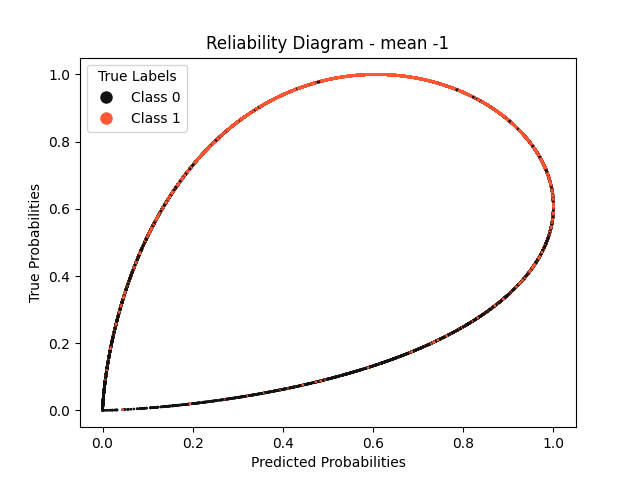 Reliability Diagram - mean -1
True Labels
Class 0
Class 1
True Probabilities
1.0
0.8
0.6
0.4
0.2
0.0
0.0 0.2 0.4 0.6 0.8 1.0
Predicted Probabilities